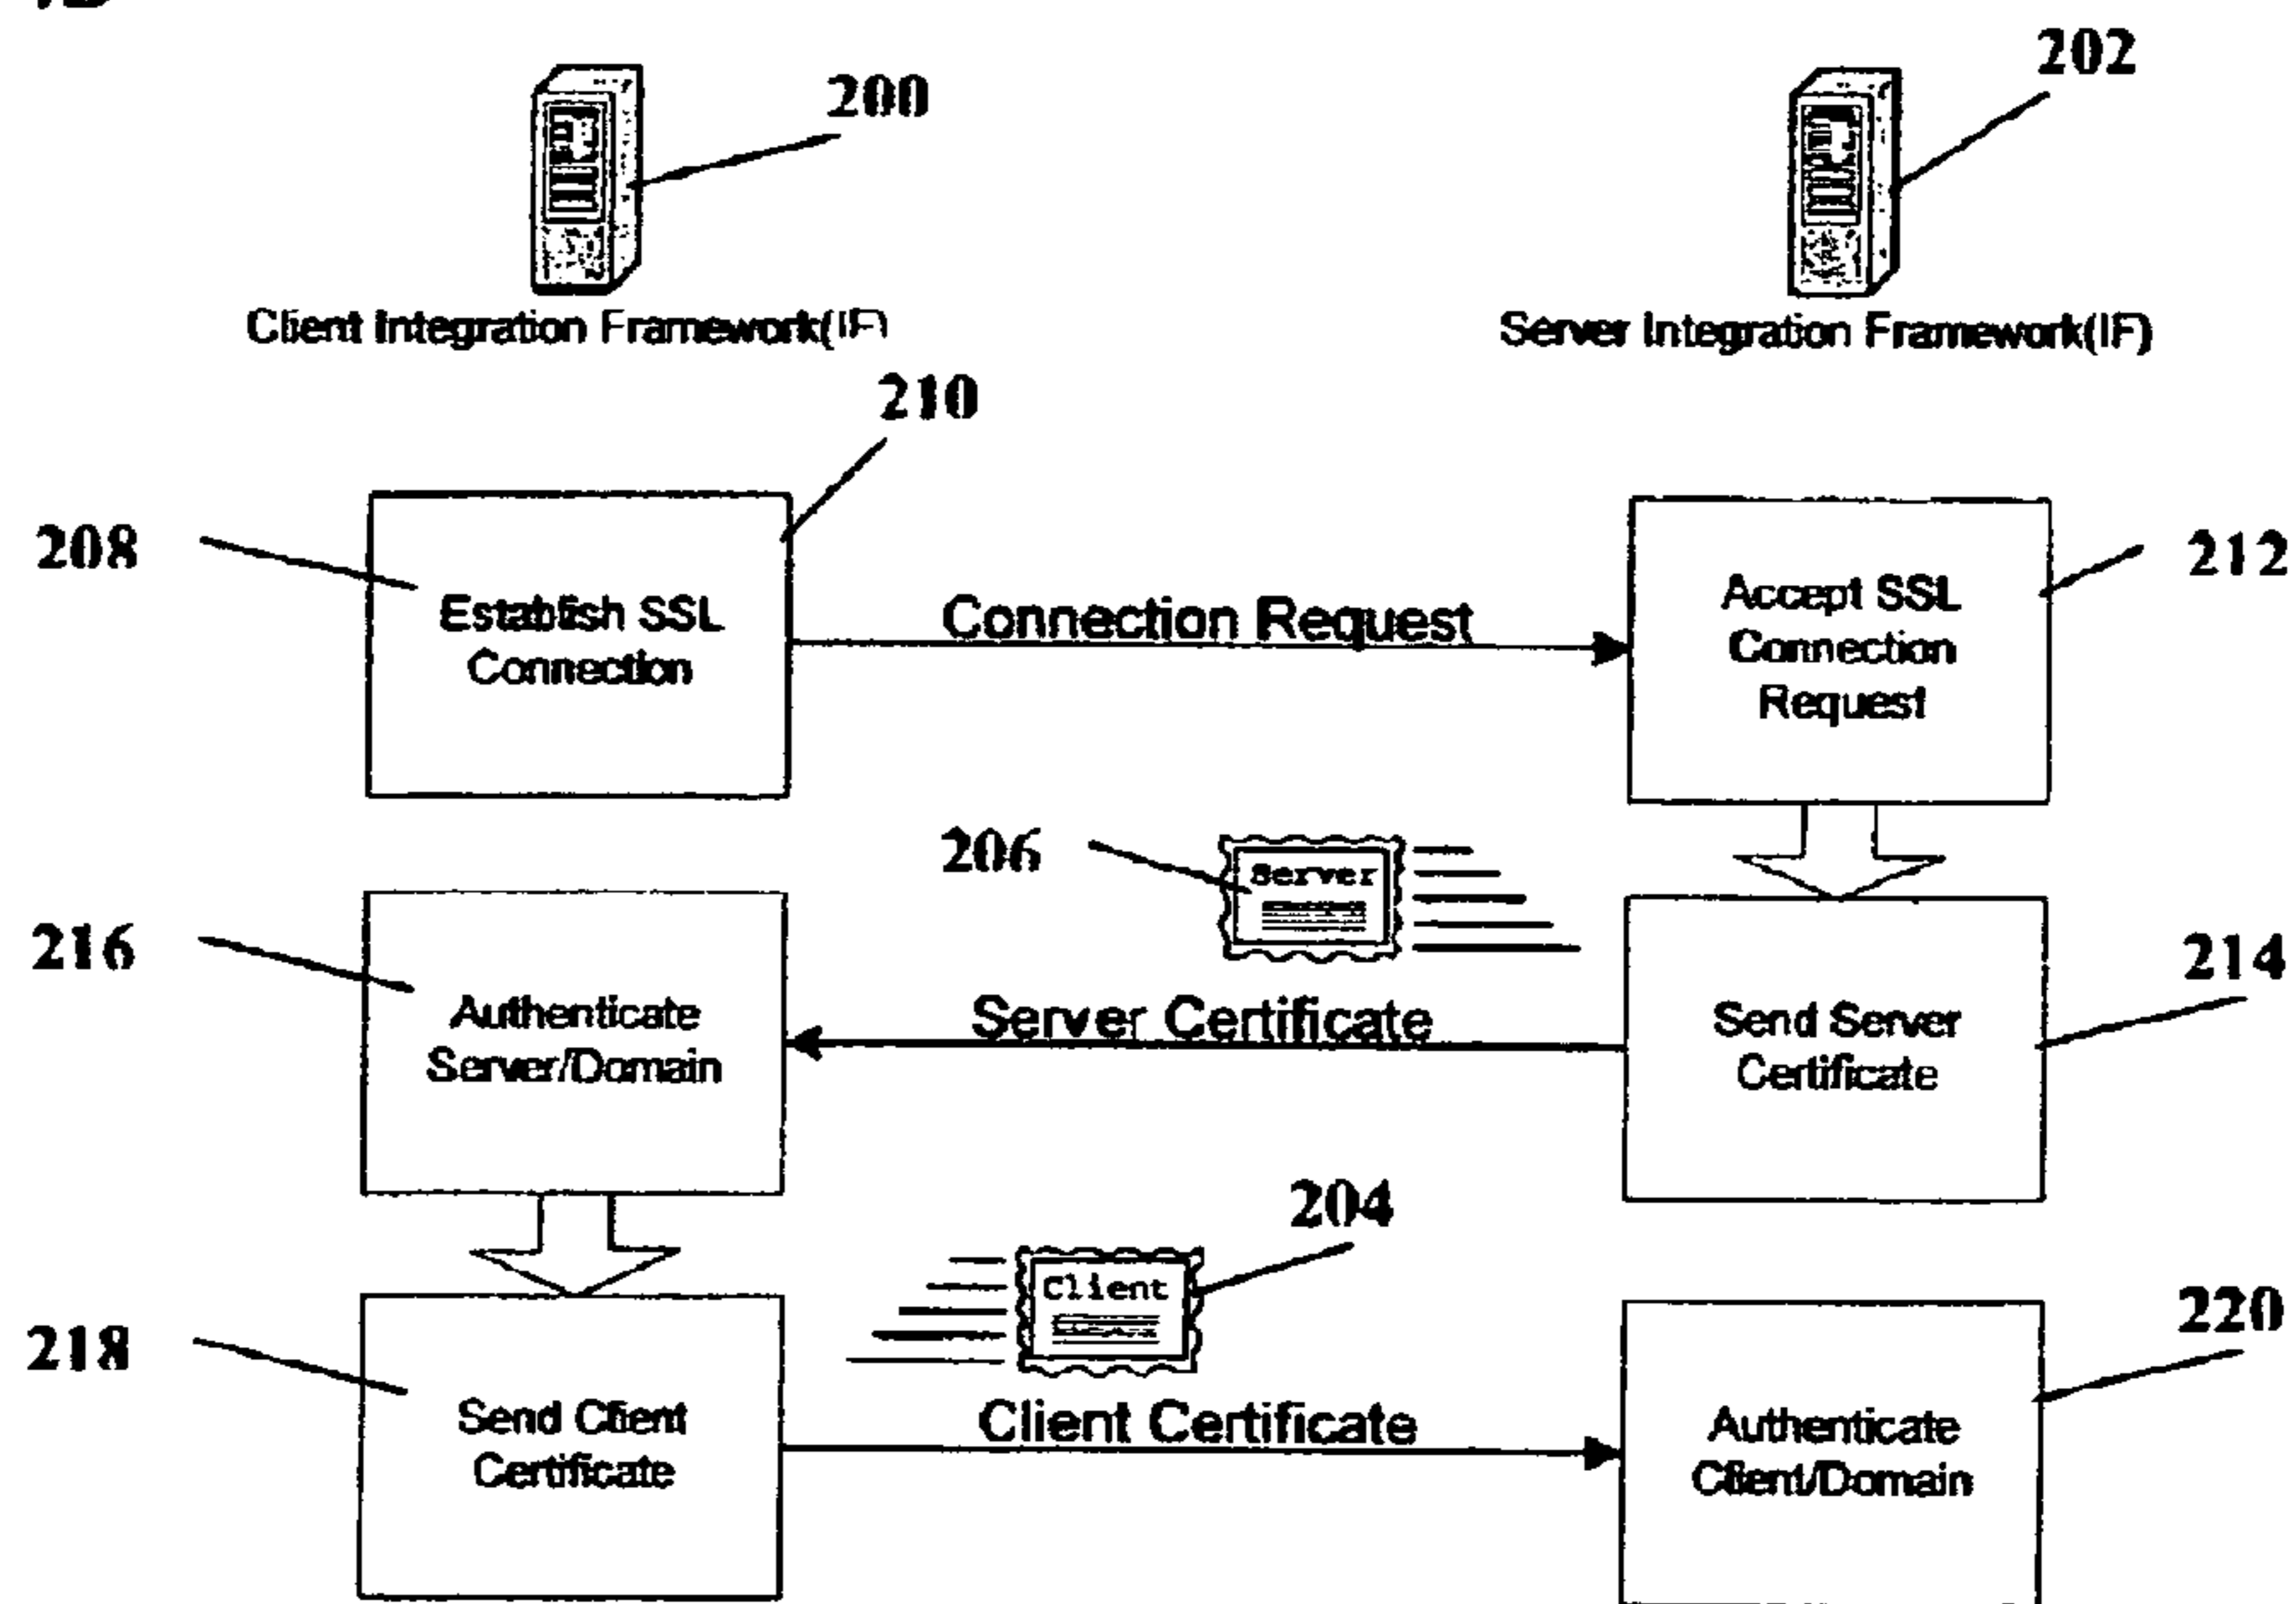 200
202
Client Integration Framework(IF)
Server Integration Framework(IF)
210
208
212
Establish SSL
Connection
Connection Request
Accept SSL
Connection
Request
206
Server
216
214
Authenticate
Server/Domain
Server Certificate
Send Server
Certificate
204
Client
218
220
Send Client
Certificate
Client Certificate
Authenticate
Client/Domain